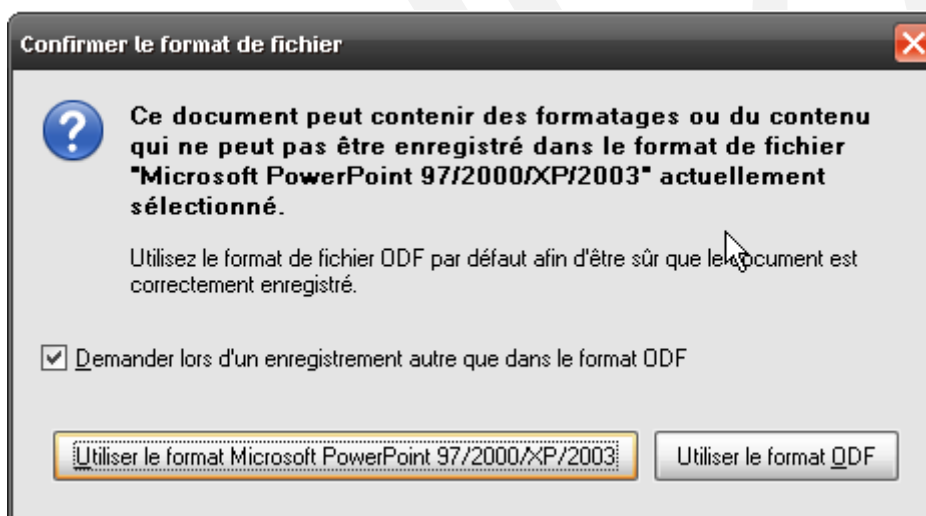 Confirmer le format de fichier
Ce document peut contenir des formatages ou du contenu
qui ne peut pas être enregistré dans le format de fichier
"Microsoft PowerPoint 97/2000/XP/2003" actuellement
sélectionné.
Utilisez le format de fichier ODF par défaut afin d'être sûr que le document est
correctement enregistré.
Demander lors d'un enregistrement autre que dans le format ODF
Utiliser le format Microsoft PowerPoint 97/2000/XP/2003
Utiliser le format ODF